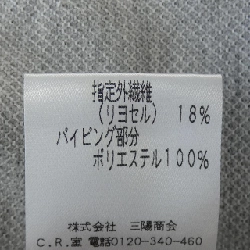 指定外繊維
（リヨセル） 18%
パイピング部分
ポリエステル100%
株式会社 三陽商会
C.R.室 電話0120-340-460